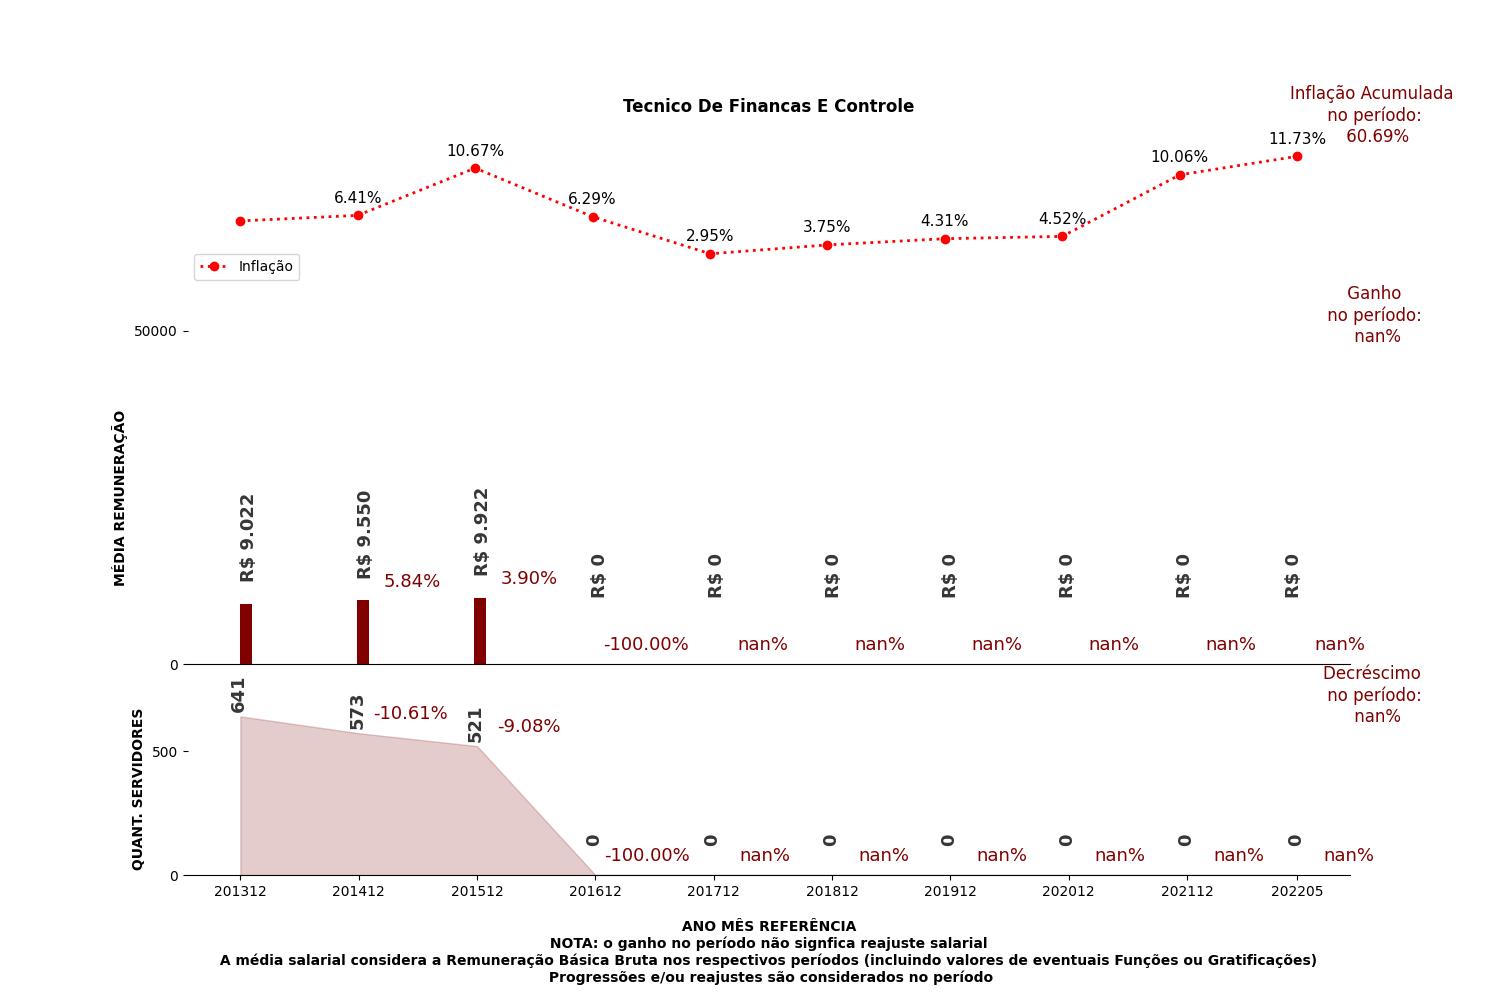 Tecnico De Financas E Controle
Inflação Acumulada
no período:
60.69%
6.41%
10.67%
6.29%
2.95%
3.75%
4.31%
4.52%
10.06%
11.73%
Inflação
Ganho
no período:
nan%
50000
0
MÉDIA REMUNERAÇÃO
R$ 9.022
R$ 9.550
R$ 9.922
R$ 0
R$ 0
R$ 0
R$ 0
R$ 0
R$ 0
R$ 0
5.84%
3.90%
-100.00%
nan%
nan%
nan%
nan%
nan%
nan%
Decréscimo
no período:
nan%
QUANT. SERVIDORES
500
0
641
573
521
0
0
0
0
0
0
0
-10.61%
-9.08%
-100.00%
nan%
nan%
nan%
nan%
nan%
nan%
201312 201412 201512 201612 201712 201812 201912 202012 202112 202205
ANO MÊS REFERÊNCIA
NOTA: o ganho no período não signfica reajuste salarial
A média salarial considera a Remuneração Básica Bruta nos respectivos períodos (incluindo valores de eventuais Funções ou Gratificações)
Progressões e/ou reajustes são considerados no período